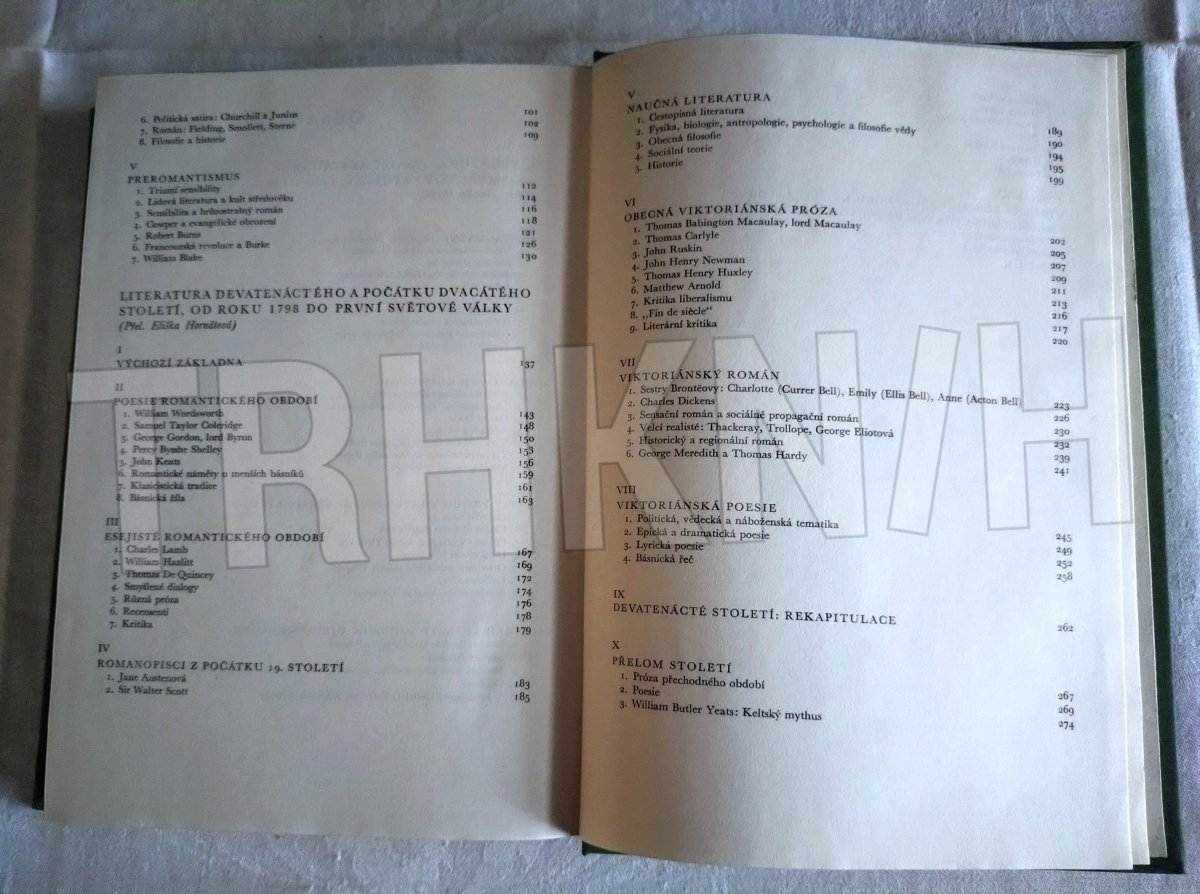 6. Politická satira: Churchill a Junius 101
7. Román: Fielding, Smollett, Sterne 102
8. Filosofie a historie 109
V
PREROMANTISMUS
1. Triumf sensibility 112
2. Lidová literatura a kult středověku 114
3. Sensibilita a hrůzostrašný román 116
4. Cowper a evangelické obrození 118
5. Robert Burns 121
6. Francouzská revoluce a Burke 126
7. William Blake 130
LITERATURA DEVATENÁCTÉHO A POČÁTKU DVACÁTÉHO
STOLETÍ, OD ROKU 1798 DO PRVNÍ SVĚTOVÉ VÁLKY
(Přel. Eliška Hornátová)
I
VÝCHOZÍ ZÁKLADNA 137
II
POESIE ROMANTICKÉHO OBDOBÍ
1. William Wordsworth 143
2. Samuel Taylor Coleridge 148
3. George Gordon, lord Byron 150
4. Percy Bysshe Shelley 153
5. John Keats 156
6. Romantické náměty u menších básníků 159
7. Klasicistická tradice 161
8. Básnická žíla 163
III
ESEJISTÉ ROMANTICKÉHO OBDOBÍ
1. Charles Lamb 167
2. William Hazlitt 169
3. Thomas De Quincey 172
4. Smyšlené dialogy 174
5. Různá próza 176
6. Recensenti 178
7. Kritika 179
IV
ROMANOPISCI Z POČÁTKU 19. STOLETÍ
1. Jane Austenová 183
2. Sir Walter Scott 185
V
NAUČNÁ LITERATURA
1. Cestopisná literatura 189
2. Fysika, biologie, antropologie, psychologie a filosofie vědy 190
3. Obecná filosofie 194
4. Sociální teorie 195
5. Historie 199
VI
OBECNÁ VIKTORIÁNSKÁ PRÓZA
1. Thomas Babington Macaulay, lord Macaulay 202
2. Thomas Carlyle 205
3. John Ruskin 207
4. John Henry Newman 209
5. Thomas Henry Huxley 211
6. Matthew Arnold 213
7. Kritika liberalismu 216
8. „Fin de siècle“ 217
9. Literární kritika 220
VII
VIKTORIÁNSKÝ ROMÁN
1. Sestry Brontëovy: Charlotte (Currer Bell), Emily (Ellis Bell), Anne (Acton Bell) 223
2. Charles Dickens 226
3. Sensační román a sociálně propagační román 230
4. Velcí realisté: Thackeray, Trollope, George Eliotová 232
5. Historický a regionální román 239
6. George Meredith a Thomas Hardy 241
VIII
VIKTORIÁNSKÁ POESIE
1. Politická, vědecká a náboženská tematika 245
2. Epická a dramatická poesie 249
3. Lyrická poesie 252
4. Básnická řeč 258
IX
DEVATENÁCTÉ STOLETÍ: REKAPITULACE 262
X
PŘELOM STOLETÍ
1. Próza přechodného období 267
2. Poesie 269
3. William Butler Yeats: Keltský mythus 274
TRHKNIH